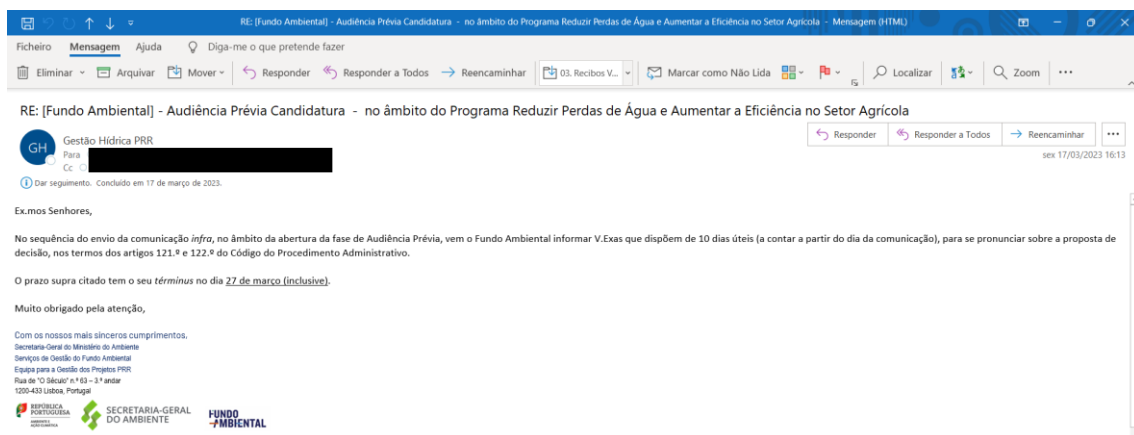 RE: [Fundo Ambiental] - Audiência Prévia Candidatura - no âmbito do Programa Reduzir Perdas de Água e Aumentar a Eficiência no Setor Agrícola - Mensagem (HTML)
Ficheiro Mensagem Ajuda Diga-me o que pretende fazer
Eliminar Arquivar Mover Responder Responder a Todos Reencaminhar 03. Recibos V... Marcar como Não Lida Localizar Zoom ...
RE: [Fundo Ambiental] - Audiência Prévia Candidatura - no âmbito do Programa Reduzir Perdas de Água e Aumentar a Eficiência no Setor Agrícola
GH
Gestão Hídrica PRR
Para
Cc
Responder Responder a Todos Reencaminhar ...
sex 17/03/2023 16:13
Dar seguimento. Concluído em 17 de março de 2023.
Ex.mos Senhores,
No sequência do envio da comunicação infra, no âmbito da abertura da fase de Audiência Prévia, vem o Fundo Ambiental informar V.Exas que dispõem de 10 dias úteis (a contar a partir do dia da comunicação), para se pronunciar sobre a proposta de
decisão, nos termos dos artigos 121.º e 122.º do Código do Procedimento Administrativo.
O prazo supra citado tem o seu términus no dia 27 de março (inclusive).
Muito obrigado pela atenção,
Com os nossos mais sinceros cumprimentos.
Secretaria-Geral do Ministério do Ambiente
Serviços de Gestão do Fundo Ambiental
Equipa para a Gestão dos Projetos PRR
Rua de "O Século" n.º 63 – 3.º andar
1200-433 Lisboa, Portugal
REPÚBLICA
PORTUGUESA
AMBIENTE E
AÇÃO CLIMÁTICA
SECRETARIA-GERAL
DO AMBIENTE
FUNDO
AMBIENTAL